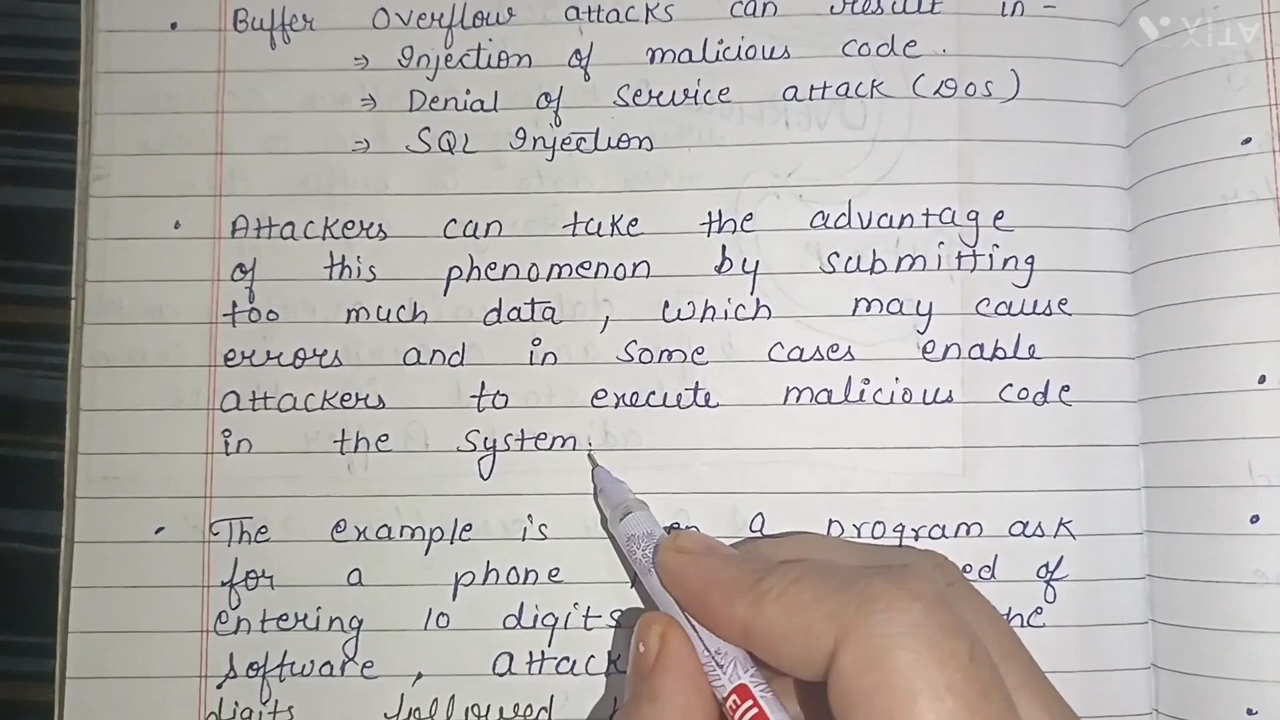 • Buffer Overflow attacks can result in -
⇒ Injection of malicious code.
⇒ Denial of service attack (DOS)
⇒ SQL Injection
• Attackers can take the advantage
of this phenomenon by submitting
too much data, which may cause
errors and in some cases enable
attackers to execute malicious code
in the system.
• The example is a program ask
for a phone of
entering 10 digits
software, attack
digits followed